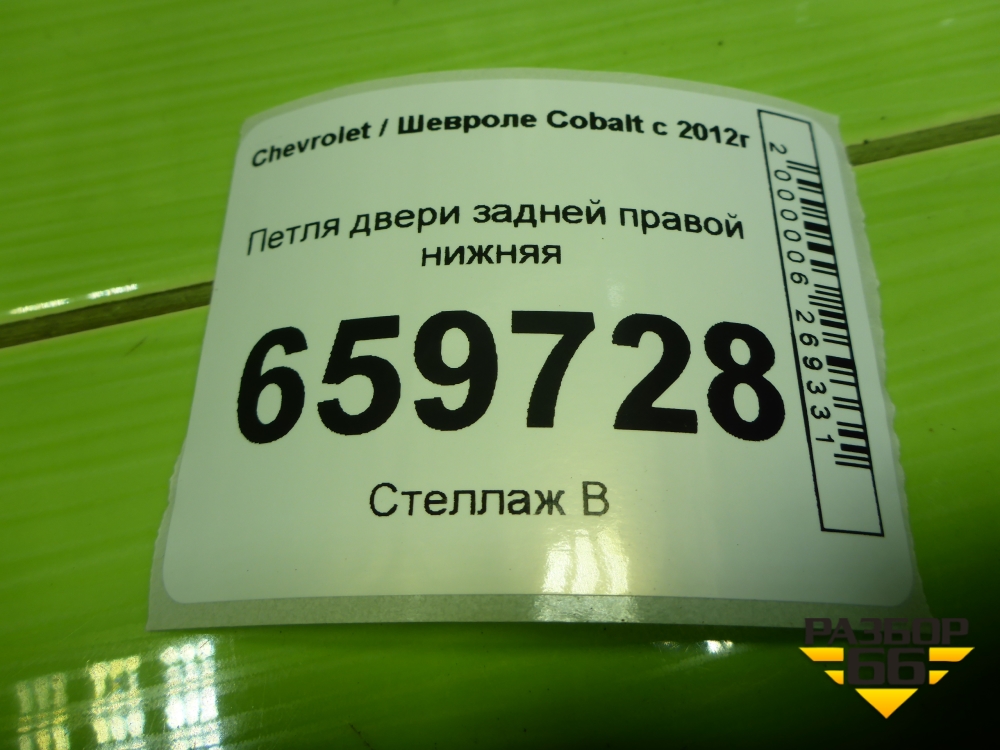 Chevrolet / Шевроле Cobalt с 2012г
Петля двери задней правой
нижняя
659728
Стеллаж В
2000006269331
РАЗБОР
66